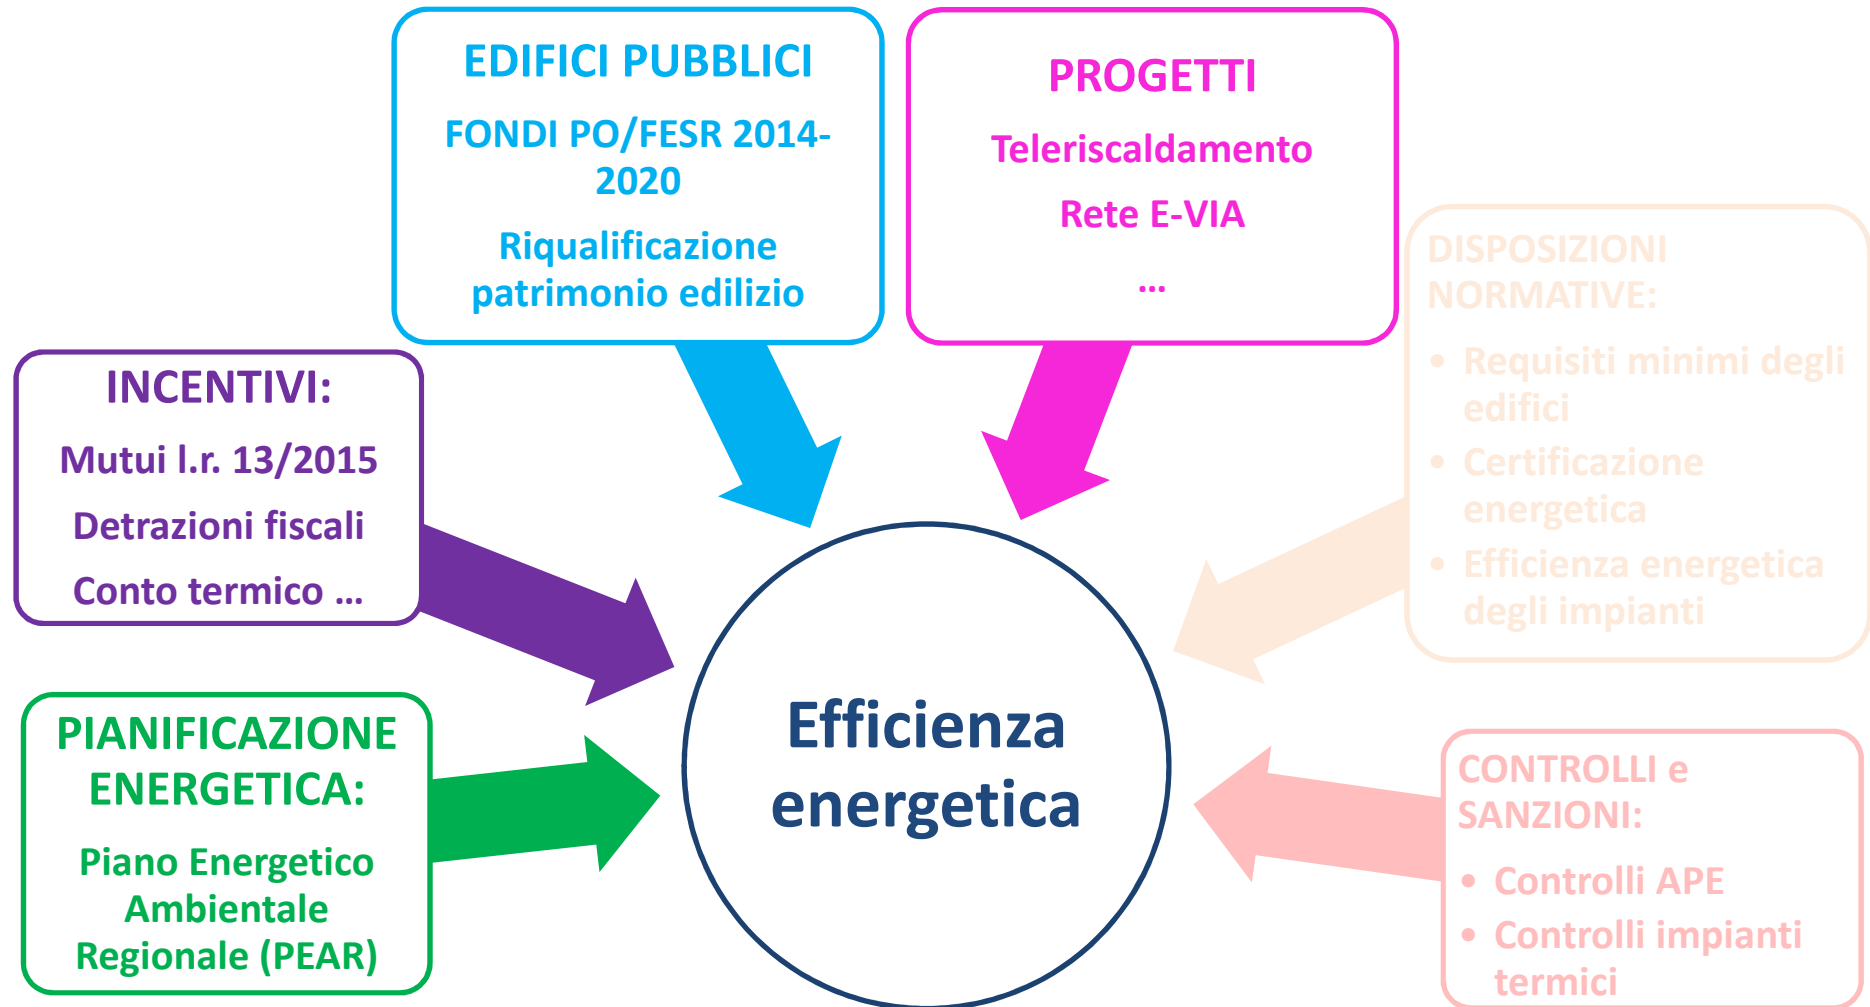 EDIFICI PUBBLICI
FONDI PO/FESR 2014-
2020
Riqualificazione
patrimonio edilizio
PROGETTI
Teleriscaldamento
Rete E-VIA
...
DISPOSIZIONI
NORMATIVE:
• Requisiti minimi degli
edifici
• Certificazione
energetica
• Efficienza energetica
degli impianti
INCENTIVI:
Mutui l.r. 13/2015
Detrazioni fiscali
Conto termico ...
PIANIFICAZIONE
ENERGETICA:
Piano Energetico
Ambientale
Regionale (PEAR)
Efficienza
energetica
CONTROLLI e
SANZIONI:
• Controlli APE
• Controlli impianti
termici